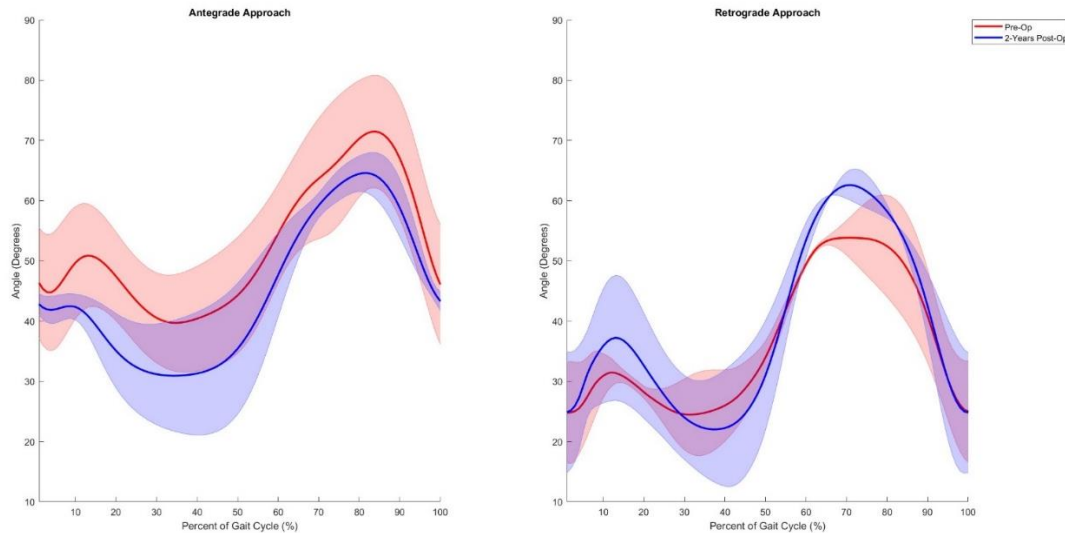 Antegrade Approach
90
80
70
60
50
40
30
20
10
Angle (Degrees)
10 20 30 40 50 60 70 80 90 100
Percent of Gait Cycle (%)
Retrograde Approach
90
80
70
60
50
40
30
20
10
Angle (Degrees)
10 20 30 40 50 60 70 80 90 100
Percent of Gait Cycle (%)
Pre-Op
2-Years Post-Op